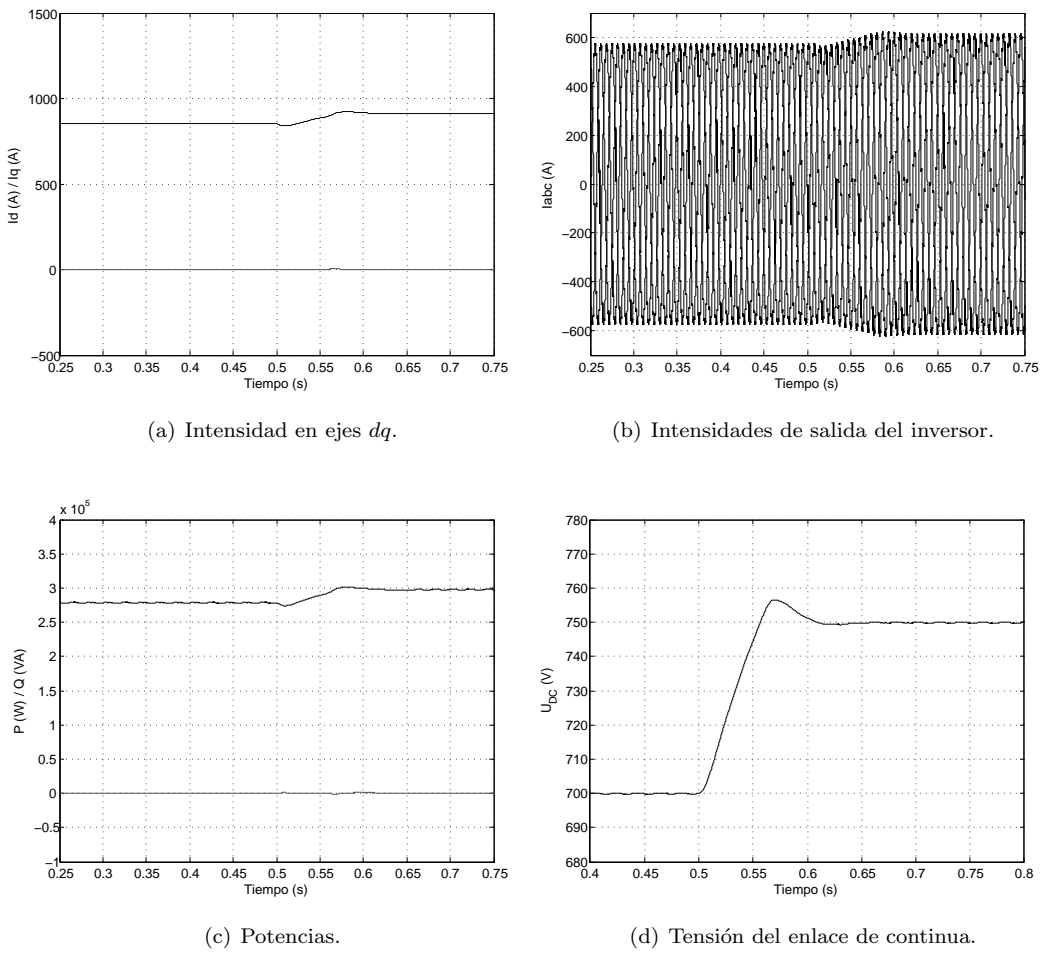 1500
1000
500
0
−500
Id (A) / Iq (A)
0.25 0.3 0.35 0.4 0.45 0.5 0.55 0.6 0.65 0.7 0.75
Tiempo (s)
(a) Intensidad en ejes dq.
600
400
200
0
−200
−400
−600
Iabc (A)
0.25 0.3 0.35 0.4 0.45 0.5 0.55 0.6 0.65 0.7 0.75
Tiempo (s)
(b) Intensidades de salida del inversor.
x 10^5
4
3.5
3
2.5
2
1.5
1
0.5
0
−0.5
−1
P (W) / Q (VA)
0.25 0.3 0.35 0.4 0.45 0.5 0.55 0.6 0.65 0.7 0.75
Tiempo (s)
(c) Potencias.
780
770
760
750
740
730
720
710
700
690
680
U_DC (V)
0.4 0.45 0.5 0.55 0.6 0.65 0.7 0.75 0.8
Tiempo (s)
(d) Tensión del enlace de continua.